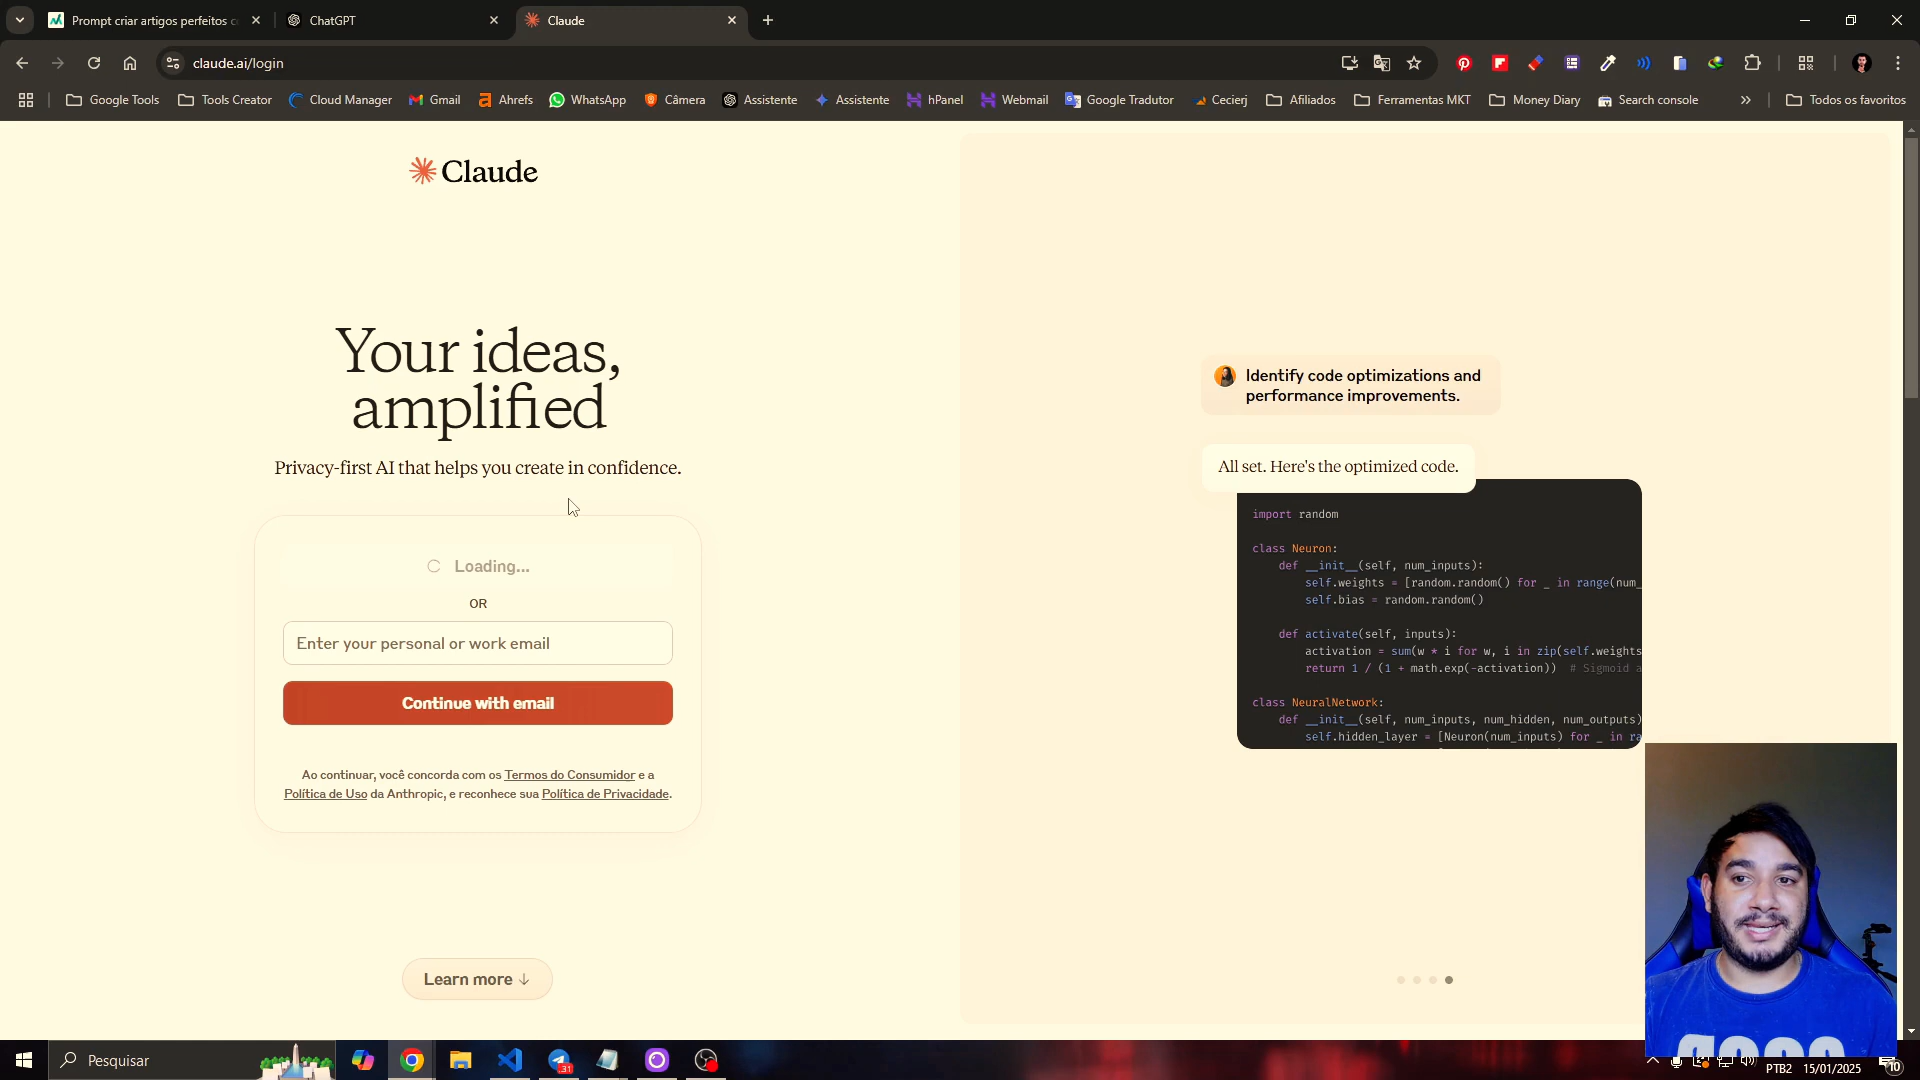 Prompt criar artigos perfeitos c
ChatGPT
Claude
claude.ai/login
Google Tools
Tools Creator
Cloud Manager
Gmail
Ahrefs
WhatsApp
Câmera
Assistente
Assistente
hPanel
Webmail
Google Tradutor
Cecierj
Afiliados
Ferramentas MKT
Money Diary
Search console
»
Todos os favoritos
Claude
Your ideas,
amplified
Privacy-first AI that helps you create in confidence.
Loading...
OR
Enter your personal or work email
Continue with email
Ao continuar, você concorda com os Termos do Consumidor e a
Política de Uso da Anthropic, e reconhece sua Política de Privacidade.
Learn more ↓
Identify code optimizations and
performance improvements.
All set. Here's the optimized code.
import random
class Neuron:
def __init__(self, num_inputs):
self.weights = [random.random() for _ in range(num_
self.bias = random.random()
def activate(self, inputs):
activation = sum(w * i for w, i in zip(self.weights
return 1 / (1 + math.exp(-activation)) # Sigmoid a
class NeuralNetwork:
def __init__(self, num_inputs, num_hidden, num_outputs)
self.hidden_layer = [Neuron(num_inputs) for _ in ra
Pesquisar
31
PTB2
15/01/2025
10